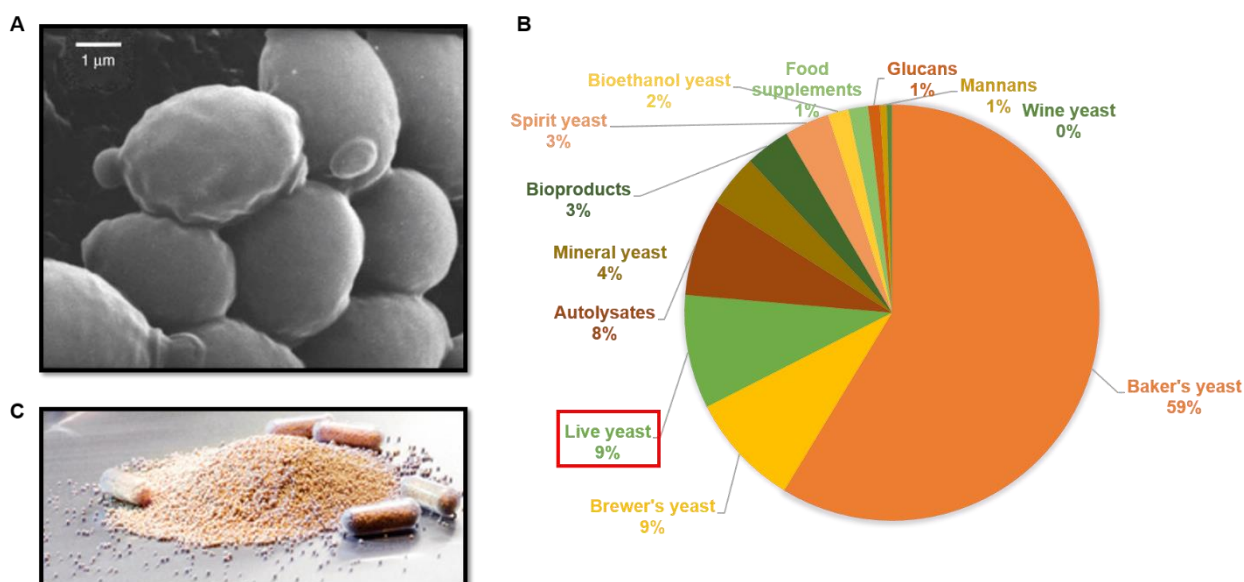 A
1 μm
B
Food
supplements
1%
Glucans
1%
Mannans
1%
Wine yeast
0%
Bioethanol yeast
2%
Spirit yeast
3%
Bioproducts
3%
Mineral yeast
4%
Autolysates
8%
Live yeast
9%
Brewer's yeast
9%
Baker's yeast
59%
C